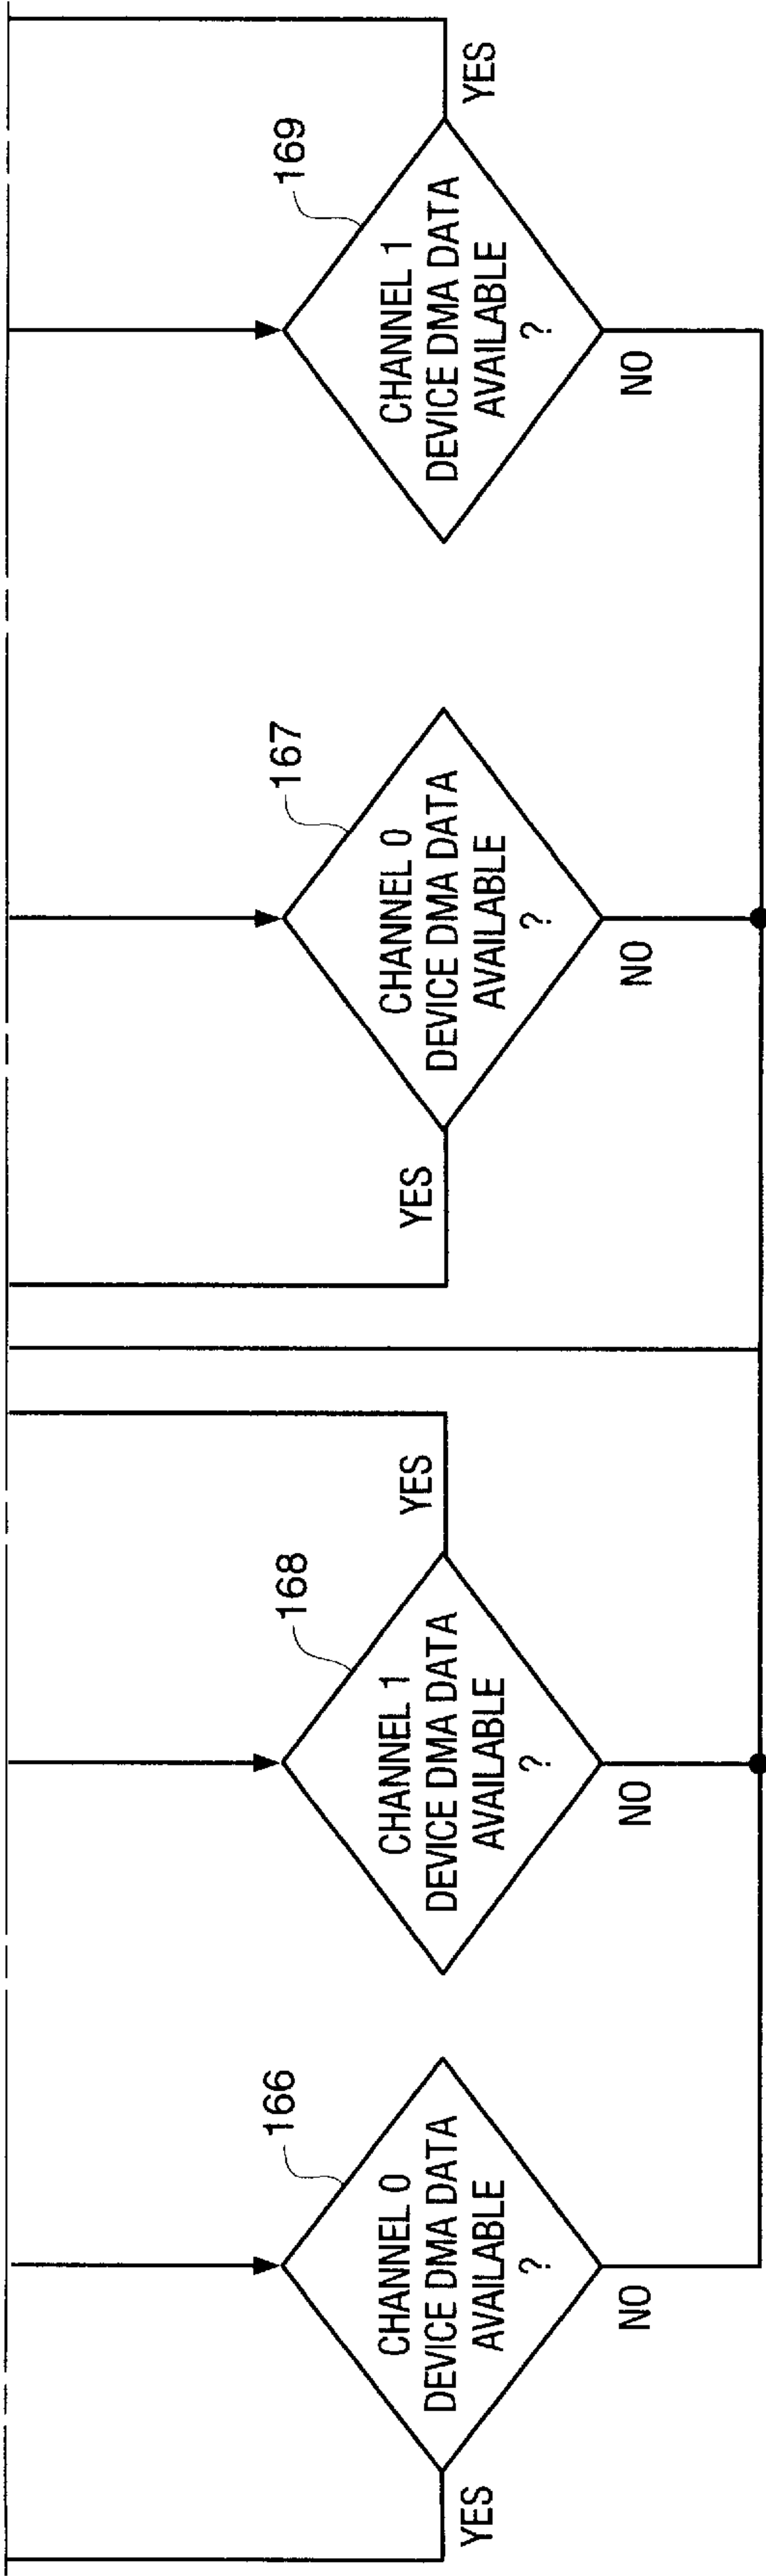 166
CHANNEL 0
DEVICE DMA DATA
AVAILABLE
?
YES
NO
168
CHANNEL 1
DEVICE DMA DATA
AVAILABLE
?
YES
NO
167
CHANNEL 0
DEVICE DMA DATA
AVAILABLE
?
YES
NO
169
CHANNEL 1
DEVICE DMA DATA
AVAILABLE
?
YES
NO